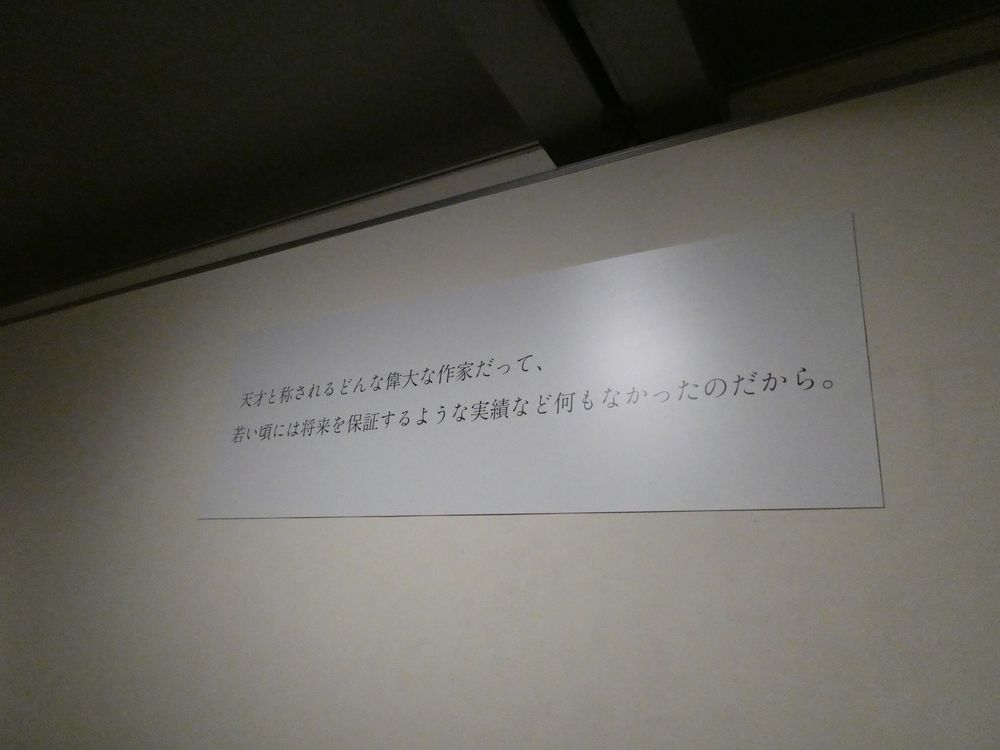 天才と称されるどんな偉大な作家だって、
若い頃には将来を保証するような実績など何もなかったのだから。